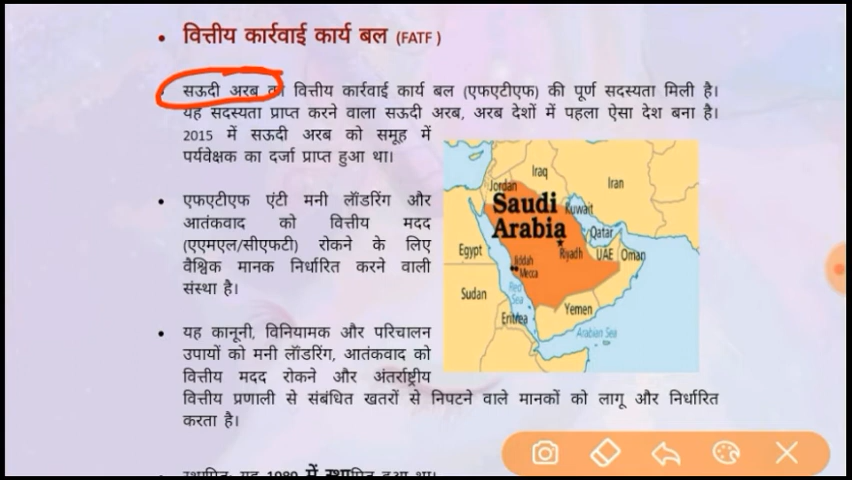 वित्तीय कार्रवाई कार्य बल (FATF )
सऊदी अरब को वित्तीय कार्रवाई कार्य बल (एफएटीएफ) की पूर्ण सदस्यता मिली है।
यह सदस्यता प्राप्त करने वाला सऊदी अरब, अरब देशों में पहला ऐसा देश बना है।
2015 में सऊदी अरब को समूह में
पर्यवेक्षक का दर्जा प्राप्त हुआ था।
एफएटीएफ एंटी मनी लॉडरिंग और
आतंकवाद को वित्तीय मदद
(एएमएल/सीएफटी) रोकने के लिए
वैश्विक मानक निर्धारित करने वाली
संस्था है।
यह कानूनी, विनियामक और परिचालन
उपायों को मनी लॉडरिंग, आतंकवाद को
वित्तीय मदद रोकने और अंतर्राष्ट्रीय
वित्तीय प्रणाली से संबंधित खतरों से निपटने वाले मानकों को लागू और निर्धारित
करता है।
Iraq
Jordan
Iran
Saudi
Arabia
Kuwait
Qatar
Riyadh
UAE
Oman
Egypt
Jiddah
Mecca
Red
Sea
Sudan
Eritrea
Yemen
Arabian Sea
स्थापित: यह 1989 में स्थापित हुआ था।